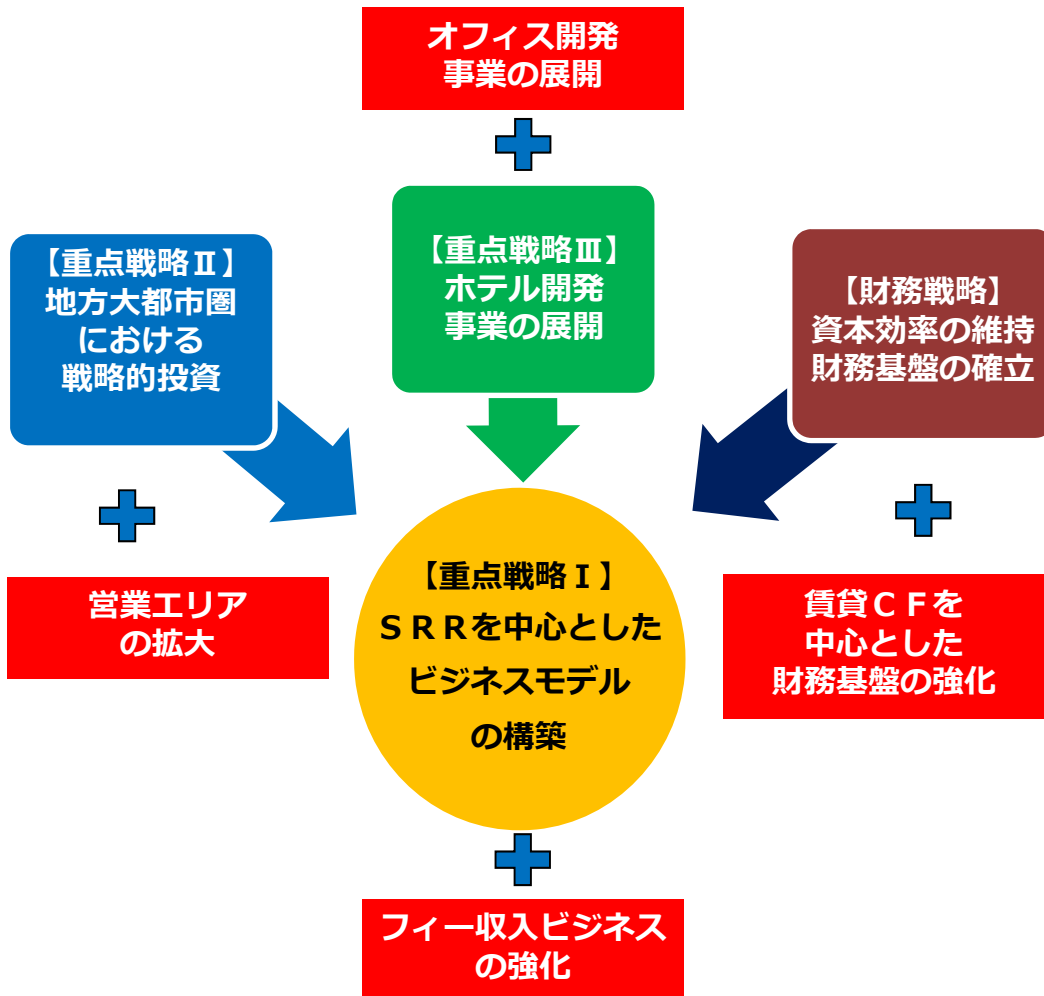 オフィス開発
事業の展開
【重点戦略Ⅱ】
地方大都市圏
における
戦略的投資
【重点戦略Ⅲ】
ホテル開発
事業の展開
【財務戦略】
資本効率の維持
財務基盤の確立
営業エリア
の拡大
【重点戦略Ⅰ】
ＳＲＲを中心とした
ビジネスモデル
の構築
賃貸ＣＦを
中心とした
財務基盤の強化
フィー収入ビジネス
の強化